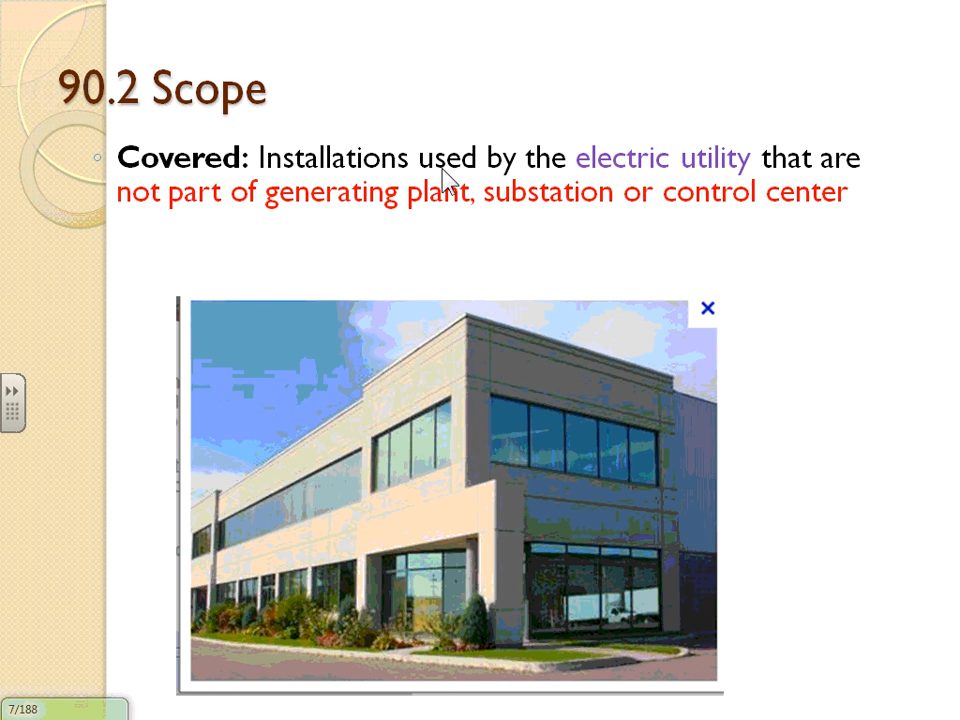 90.2 Scope
Covered: Installations used by the electric utility that are
not part of generating plant, substation or control center
7/188